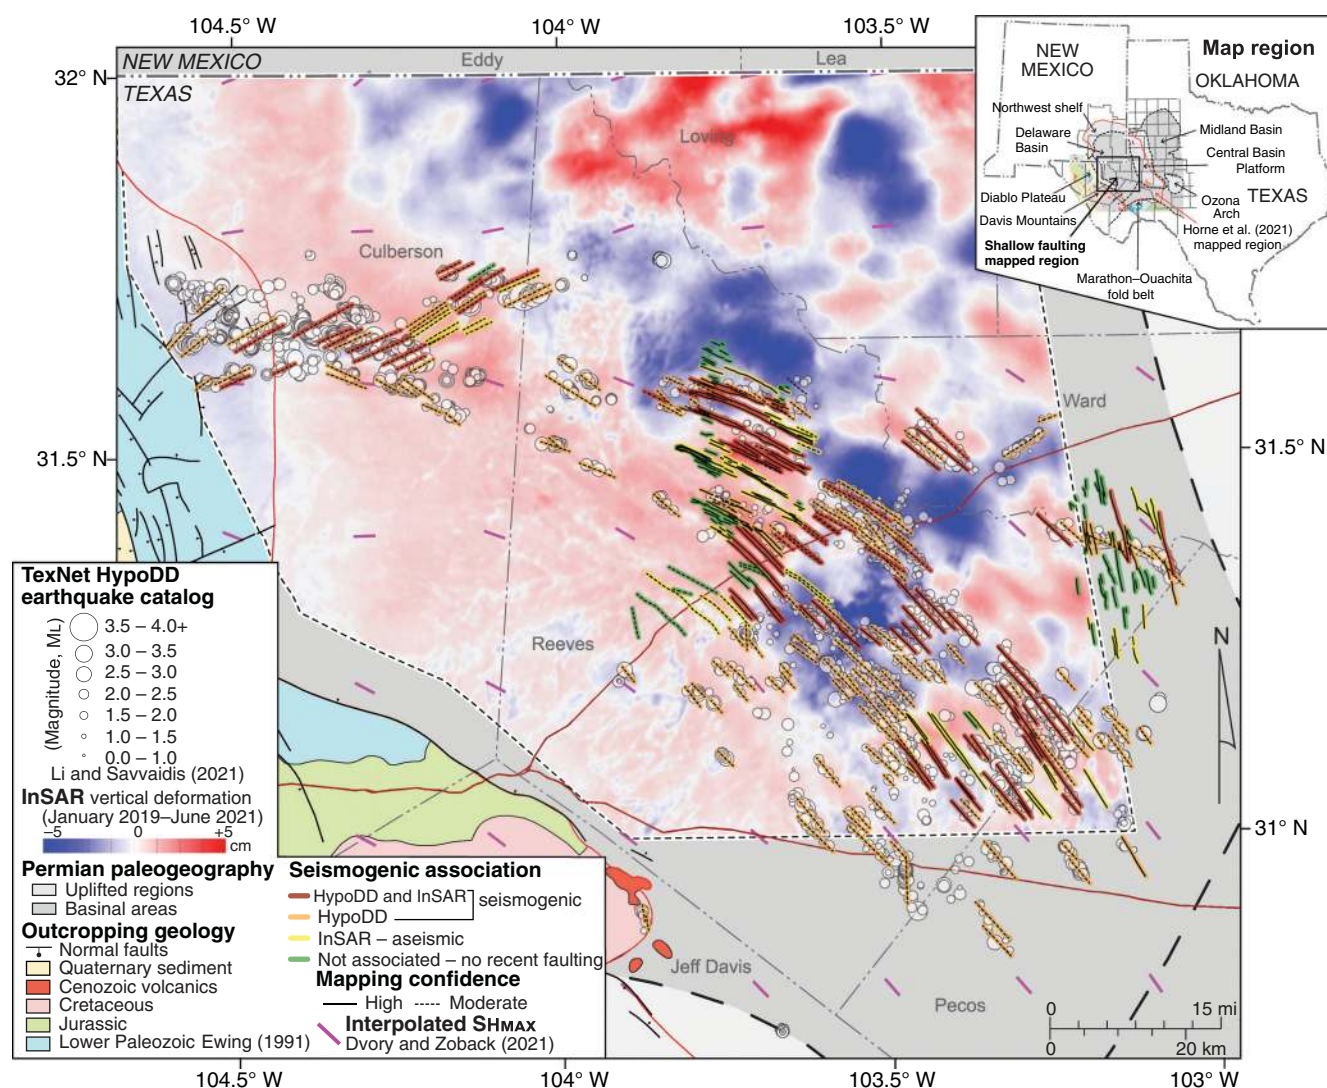 104.5° W
104° W
103.5° W
32° N
NEW MEXICO
TEXAS
Eddy
Lea
Loving
Culberson
Ward
31.5° N
31.5° N
Reeves
31° N
Jeff Davis
Pecos
N
0
15 mi
0
20 km
104.5° W
104° W
103.5° W
103° W
Map region
NEW
MEXICO
OKLAHOMA
Northwest shelf
Delaware
Basin
Midland Basin
Central Basin
Platform
Diablo Plateau
Davis Mountains
Ozona
Arch
TEXAS
Shallow faulting
mapped region
Horne et al. (2021)
mapped region
Marathon–Ouachita
fold belt
TexNet HypoDD
earthquake catalog
(Magnitude, ML)
3.5 – 4.0+
3.0 – 3.5
2.5 – 3.0
2.0 – 2.5
1.5 – 2.0
1.0 – 1.5
0.0 – 1.0
Li and Savvaidis (2021)
InSAR vertical deformation
(January 2019–June 2021)
–5 0 +5
cm
Permian paleogeography
Uplifted regions
Basinal areas
Outcropping geology
Normal faults
Quaternary sediment
Cenozoic volcanics
Cretaceous
Jurassic
Lower Paleozoic Ewing (1991)
Seismogenic association
HypoDD and InSAR
HypoDD
seismogenic
InSAR – aseismic
Not associated – no recent faulting
Mapping confidence
High
Moderate
Interpolated SHMAX
Dvory and Zoback (2021)